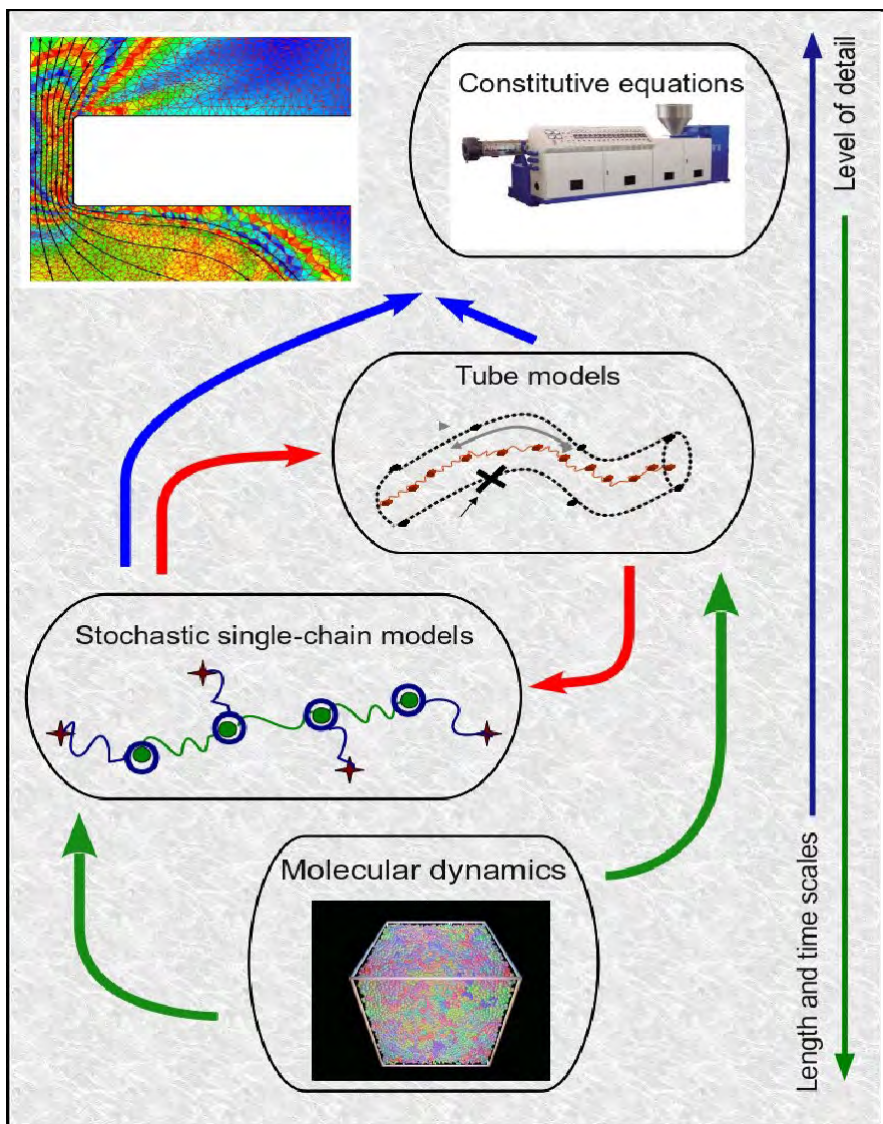 Constitutive equations
Level of detail
Tube models
Stochastic single-chain models
Molecular dynamics
Length and time scales